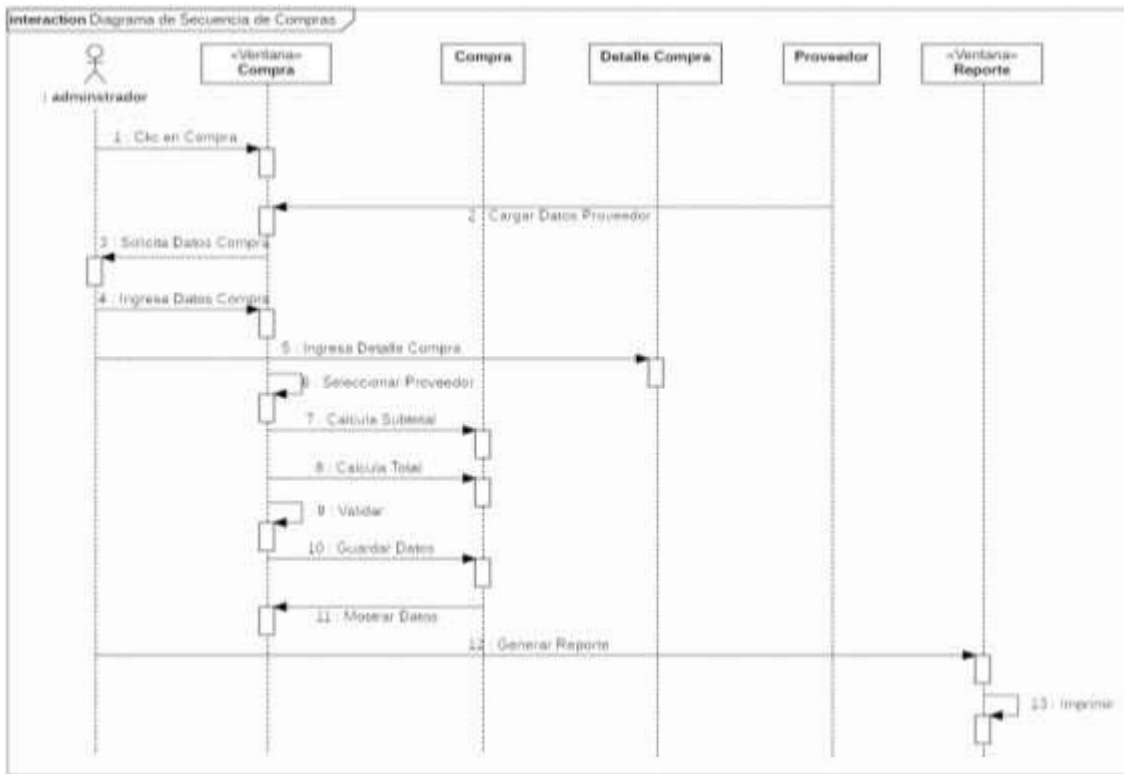 interaction Diagrama de Secuencia de Compras
«Ventana»
Compra
Compra
Detalle Compra
Proveedor
«Ventana»
Reporte
: adminstrador
1 : Clic en Compra
2 : Cargar Datos Proveedor
3 : Solicita Datos Compra
4 : Ingresa Datos Compra
5 : Ingresa Detalle Compra
6 : Seleccionar Proveedor
7 : Calcula Subtotal
8 : Calcula Total
9 : Validar
10 : Guardar Datos
11 : Mostrar Datos
12 : Generar Reporte
13 : Imprimir